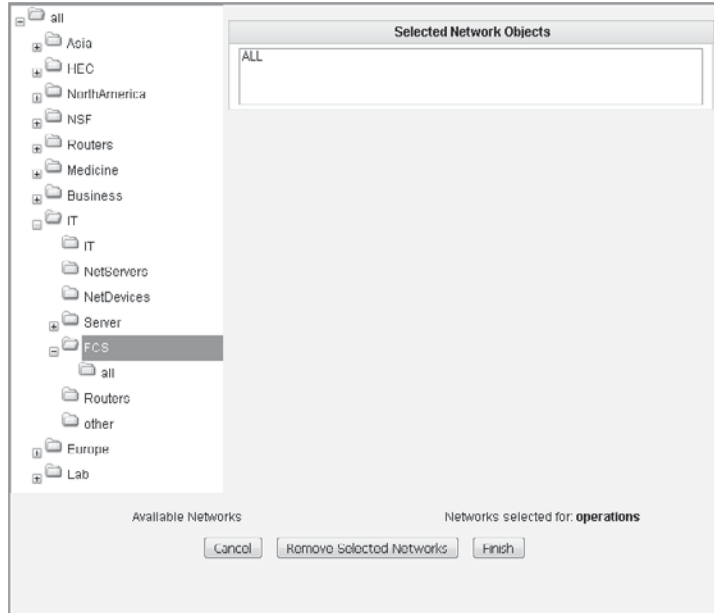 all
Asia
HEC
NorthAmerica
NSF
Routers
Medicine
Business
IT
IT
NetServers
NetDevices
Server
FCS
all
Routers
other
Europe
Lab
Selected Network Objects
ALL
Available Networks
Networks selected for: operations
Cancel
Remove Selected Networks
Finish